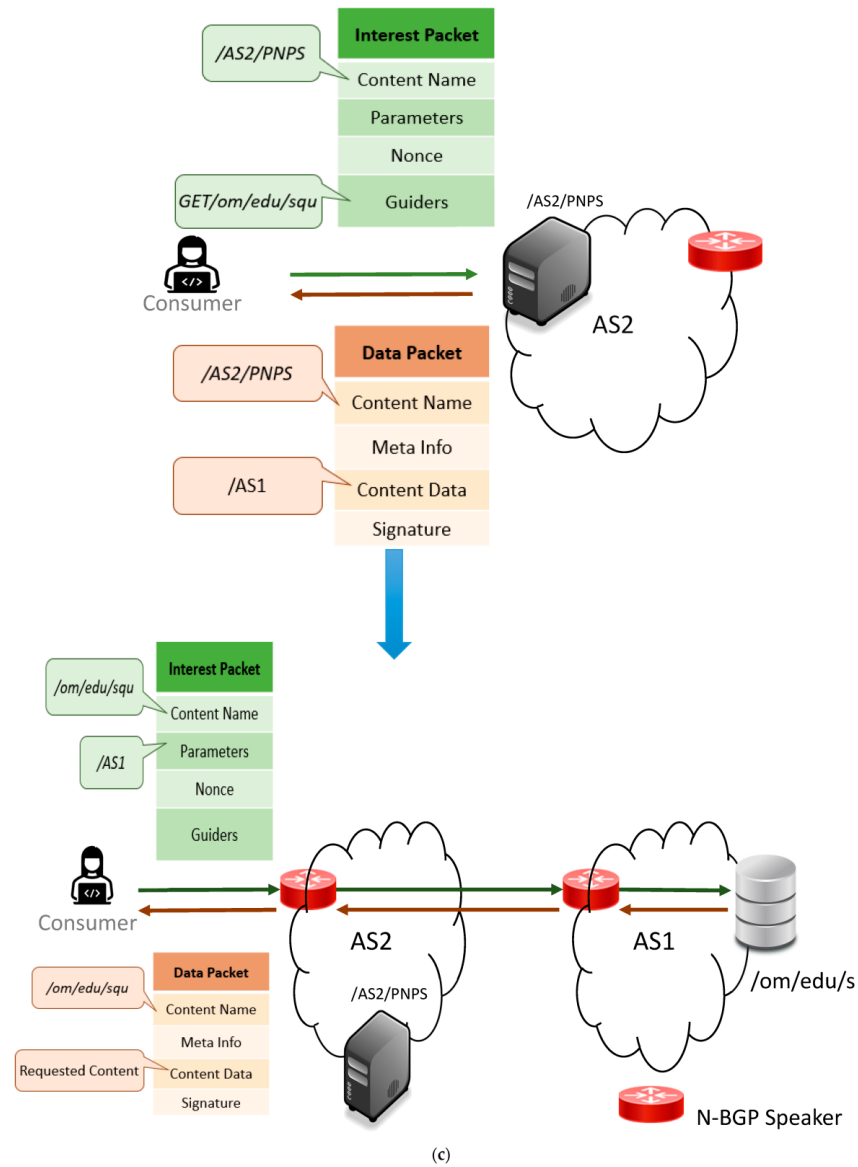 Interest Packet
/AS2/PNPS
Content Name
Parameters
Nonce
GET/om/edu/squ
Guiders
/AS2/PNPS
</>
Consumer
AS2
Data Packet
/AS2/PNPS
Content Name
Meta Info
/AS1
Content Data
Signature
Interest Packet
/om/edu/squ
Content Name
/AS1
Parameters
Nonce
Guiders
</>
Consumer
AS2
AS1
/om/edu/s
Data Packet
/om/edu/squ
Content Name
/AS2/PNPS
Meta Info
Requested Content
Content Data
Signature
N-BGP Speaker
(c)